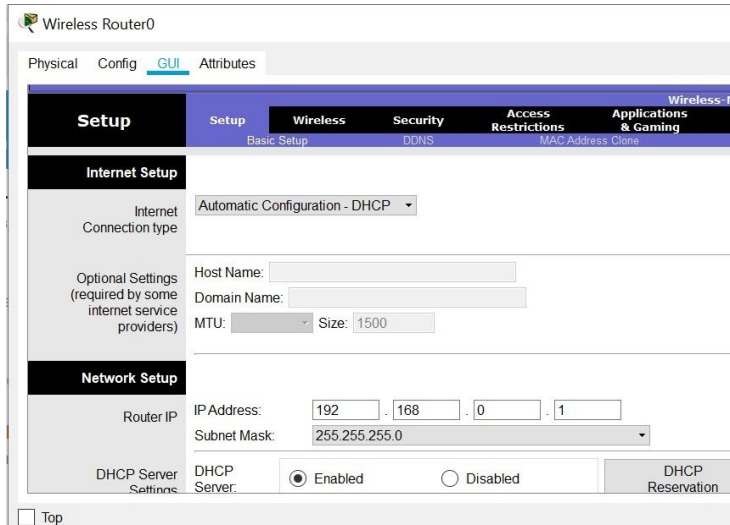 Wireless Router0
Physical Config GUI Attributes
Wireless-
Setup
Setup Wireless Security Access Restrictions Applications & Gaming
Basic Setup DDNS MAC Address Clone
Internet Setup
Internet Connection type
Automatic Configuration - DHCP
Optional Settings
(required by some
internet service
providers)
Host Name:
Domain Name:
MTU: Size: 1500
Network Setup
Router IP
IP Address: 192 . 168 . 0 . 1
Subnet Mask: 255.255.255.0
DHCP Server
Settings
DHCP
Server:
Enabled Disabled
DHCP
Reservation
Top